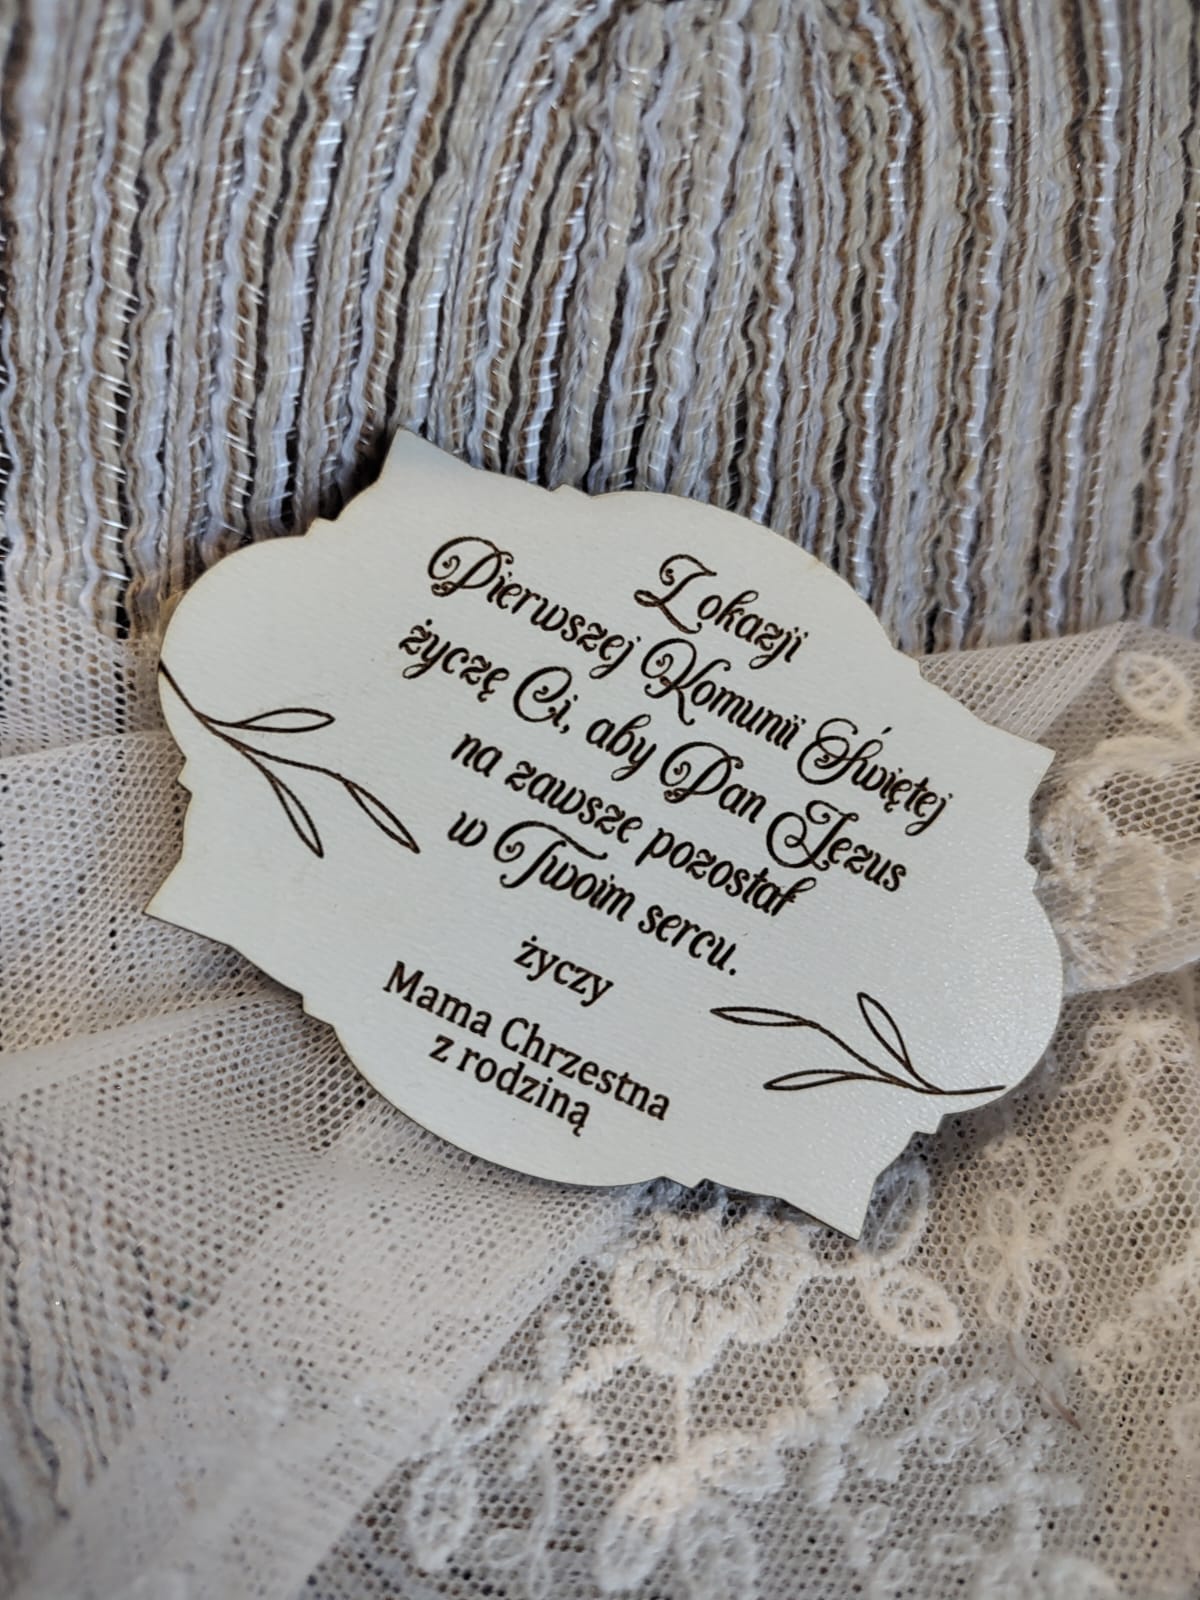 Z okazji
Pierwszej Komunii Świętej
życzę Ci, aby Pan Jezus
na zawsze pozostał
w Twoim sercu.
życzy
Mama Chrzestna
z rodziną